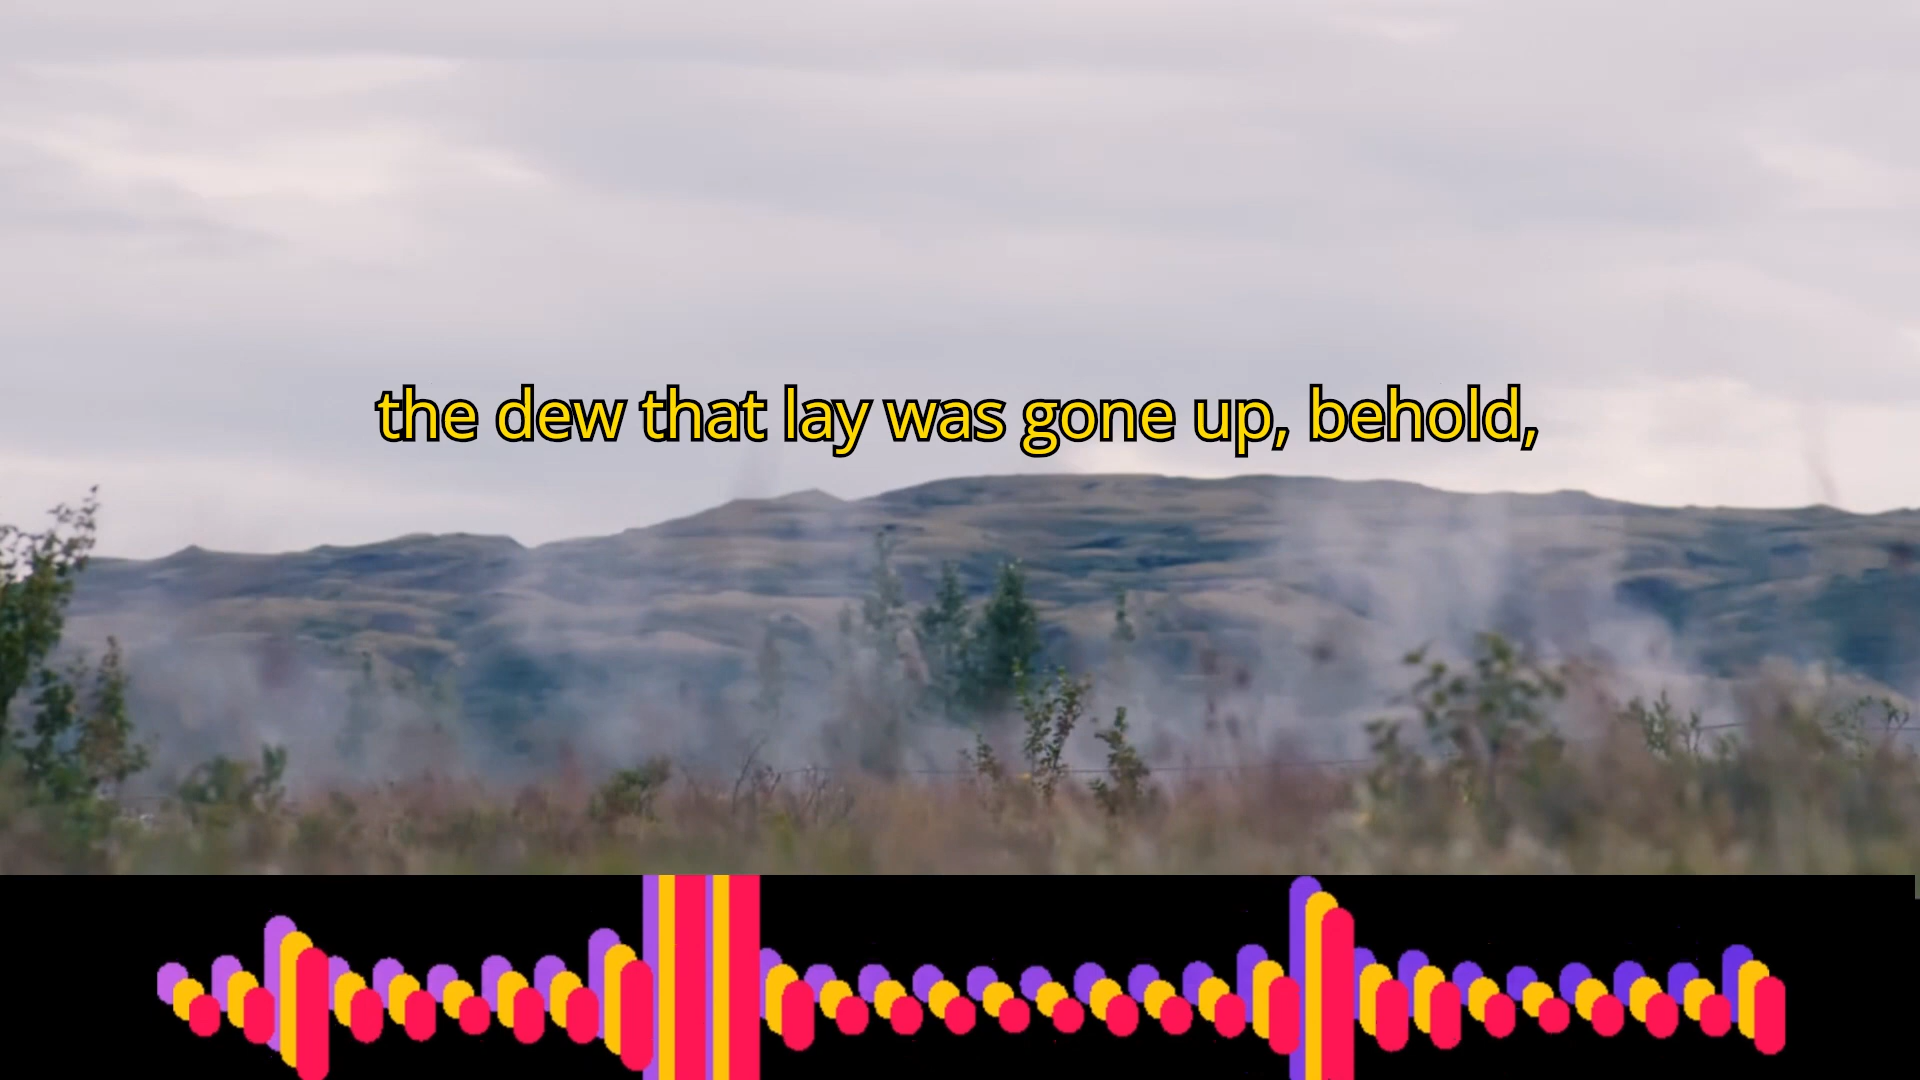 the dew that lay was gone up, behold,